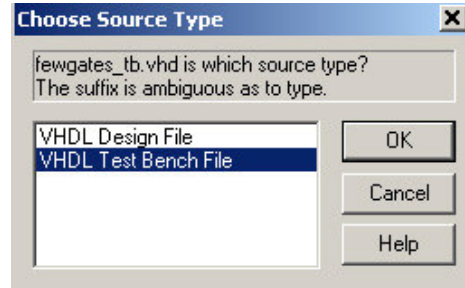 Choose Source Type
fewgates_tb.vhd is which source type?
The suffix is ambiguous as to type.
VHDL Design File
VHDL Test Bench File
OK
Cancel
Help